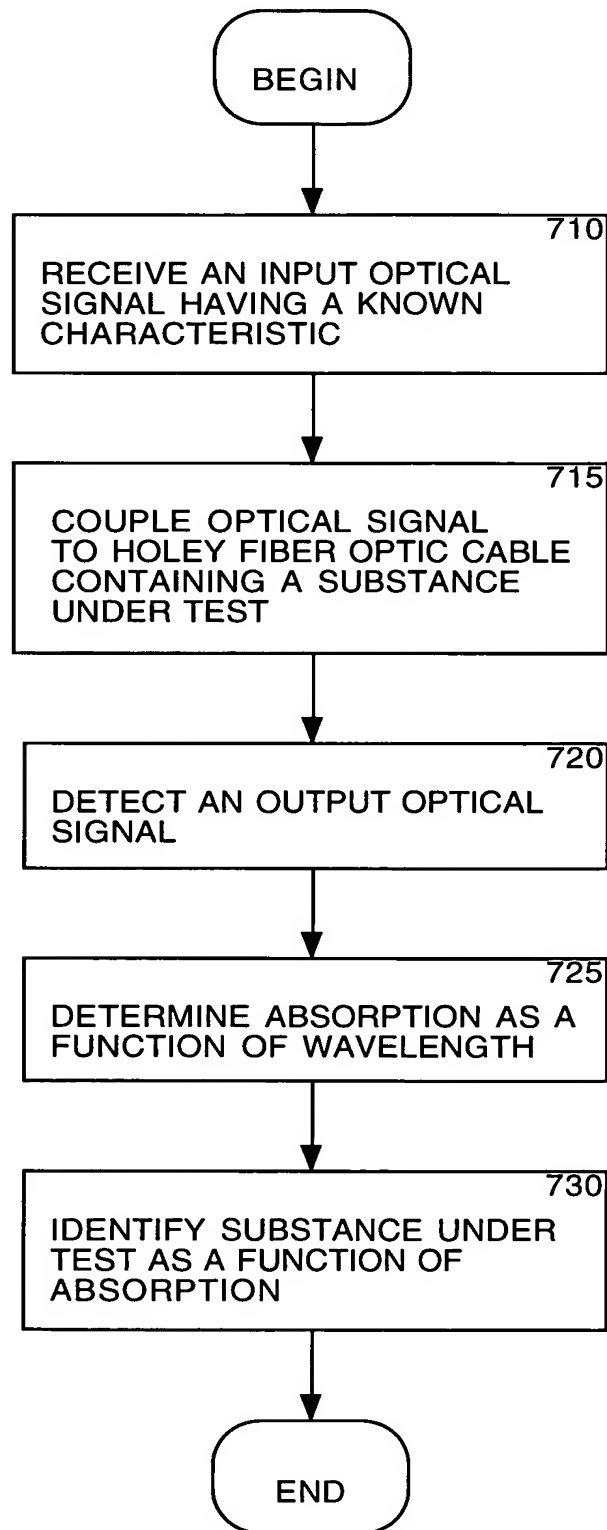 BEGIN
710
RECEIVE AN INPUT OPTICAL
SIGNAL HAVING A KNOWN
CHARACTERISTIC
715
COUPLE OPTICAL SIGNAL
TO HOLEY FIBER OPTIC CABLE
CONTAINING A SUBSTANCE
UNDER TEST
720
DETECT AN OUTPUT OPTICAL
SIGNAL
725
DETERMINE ABSORPTION AS A
FUNCTION OF WAVELENGTH
730
IDENTIFY SUBSTANCE UNDER
TEST AS A FUNCTION OF
ABSORPTION
END